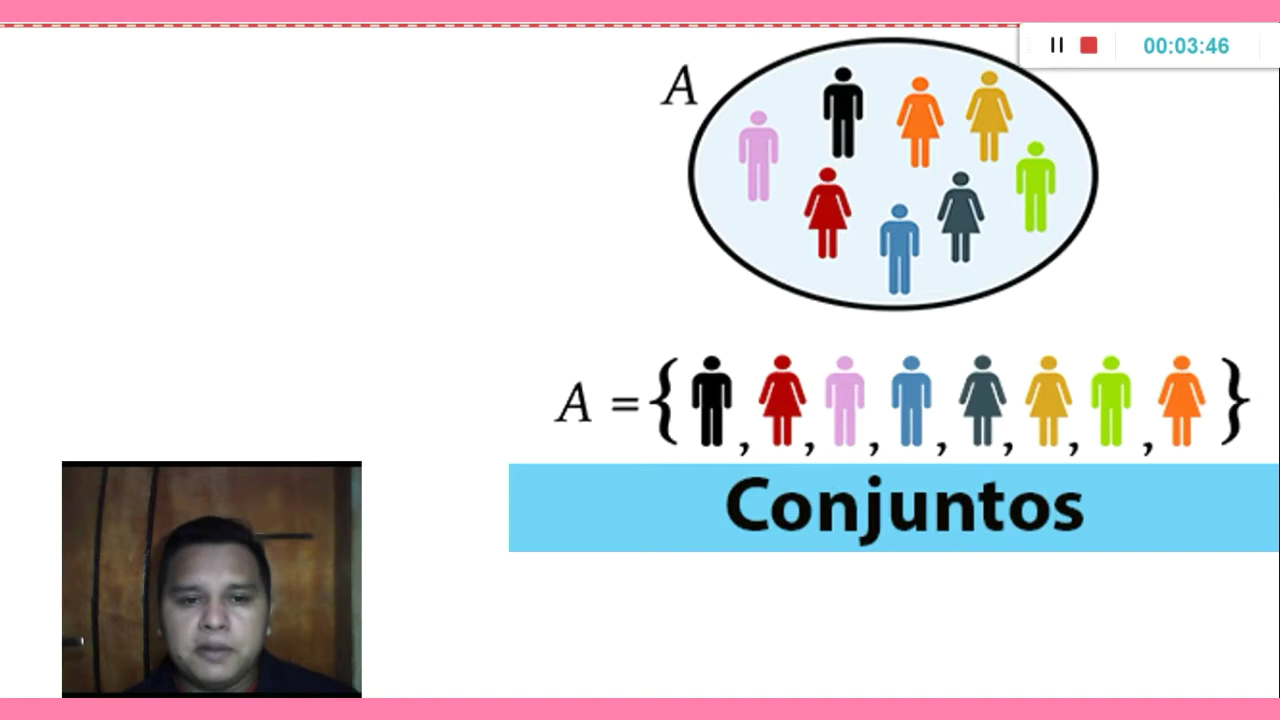 00:03:46
A
A = { , , , , , , , }
Conjuntos